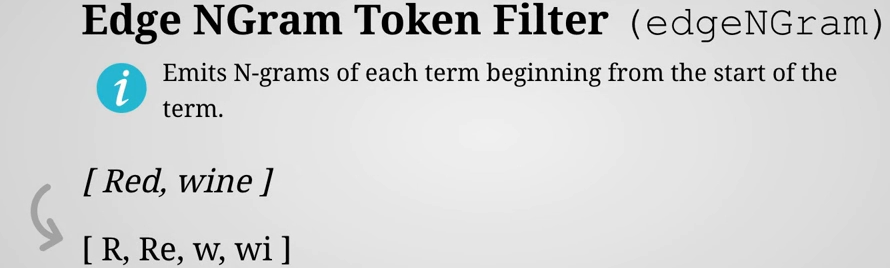 Edge NGram Token Filter (edgeNGram)
i Emits N-grams of each term beginning from the start of the
term.
[ Red, wine ]
[ R, Re, w, wi ]